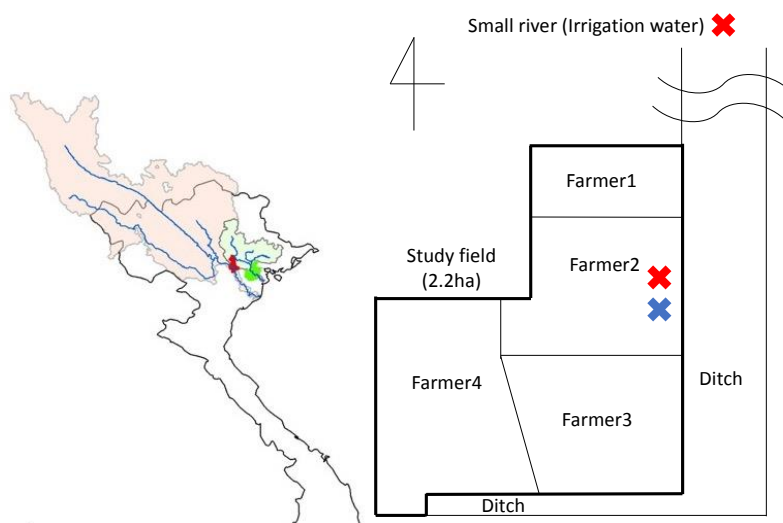 Small river (Irrigation water)
Farmer1
Study field
(2.2ha)
Farmer2
Farmer4
Ditch
Farmer3
Ditch